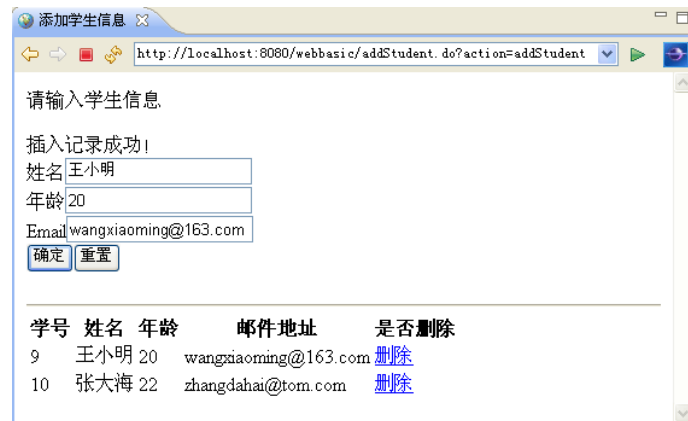 添加学生信息
http://localhost:8080/webbasic/addStudent.do?action=addStudent
请输入学生信息
插入记录成功!
姓名 王小明
年龄 20
Email wangxiaoming@163.com
确定 重置
学号 姓名 年龄 邮件地址 是否删除
9 王小明 20 wangxiaoming@163.com 删除
10 张大海 22 zhangdahai@tom.com 删除